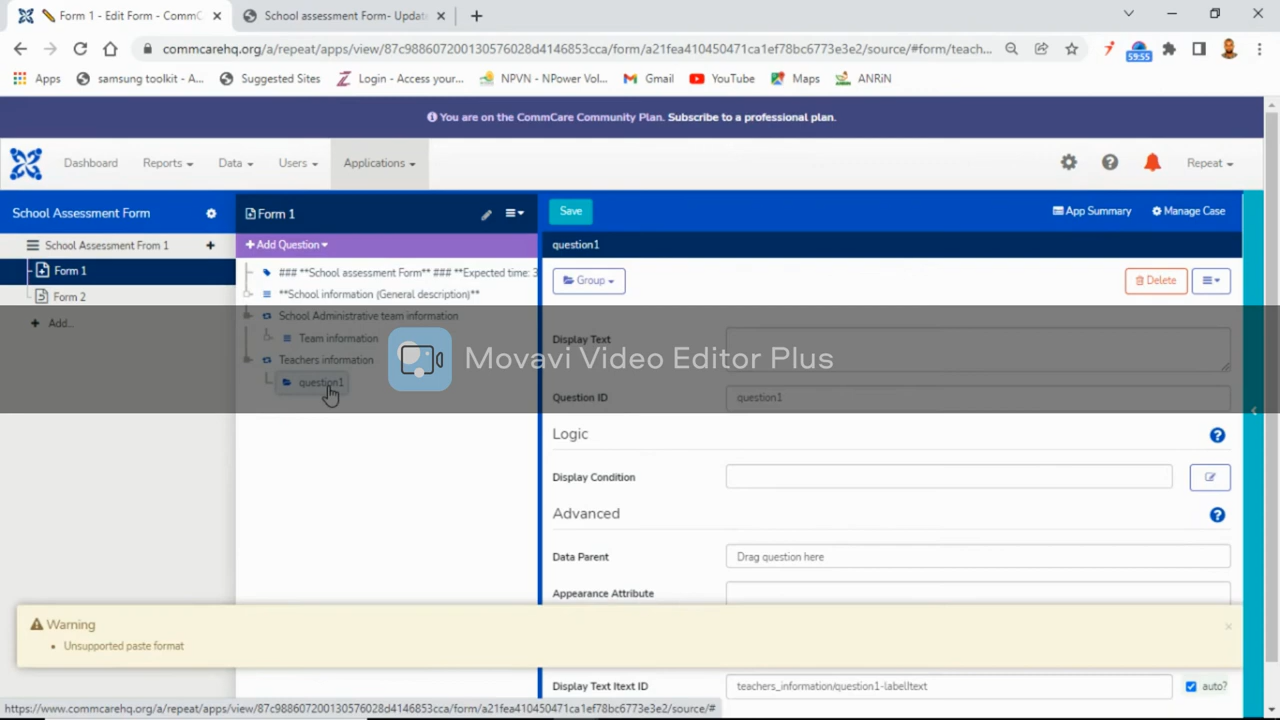 Form 1 - Edit Form - CommC
School assessment Form- Updat
commcarehq.org/a/repeat/apps/view/87c988607200130576028d4146853cca/form/a21fea410450471ca1ef78bc6773e3e2/source/#form/teach...
59:55
Apps
samsung toolkit - A...
Suggested Sites
Login - Access your...
NPVN - NPower Vol...
Gmail
YouTube
Maps
ANRiN
You are on the CommCare Community Plan. Subscribe to a professional plan.
Dashboard
Reports
Data
Users
Applications
Repeat
School Assessment Form
Form 1
Save
App Summary
Manage Case
School Assessment From 1
+ Add Question
question1
Form 1
### **School assessment Form** ### **Expected time: 3
Group
Delete
Form 2
**School information (General description)**
School Administrative team information
Add...
Team information
Display Text
Teachers information
Movavi Video Editor Plus
question1
Question ID
question1
Logic
Display Condition
Advanced
Data Parent
Drag question here
Appearance Attribute
Warning
Unsupported paste format
Display Text Itext ID
teachers_information/question1-labelItext
auto?
https://www.commcarehq.org/a/repeat/apps/view/87c988607200130576028d4146853cca/form/a21fea410450471ca1ef78bc6773e3e2/source/#